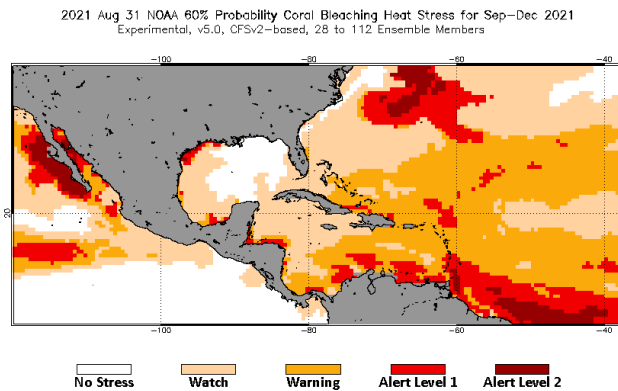 2021 Aug 31 NOAA 60% Probability Coral Bleaching Heat Stress for Sep-Dec 2021
Experimental, v5.0, CFSv2-based, 28 to 112 Ensemble Members
20
-100 -80 -60 -40
-100 -80 -60 -40
No Stress Watch Warning Alert Level 1 Alert Level 2